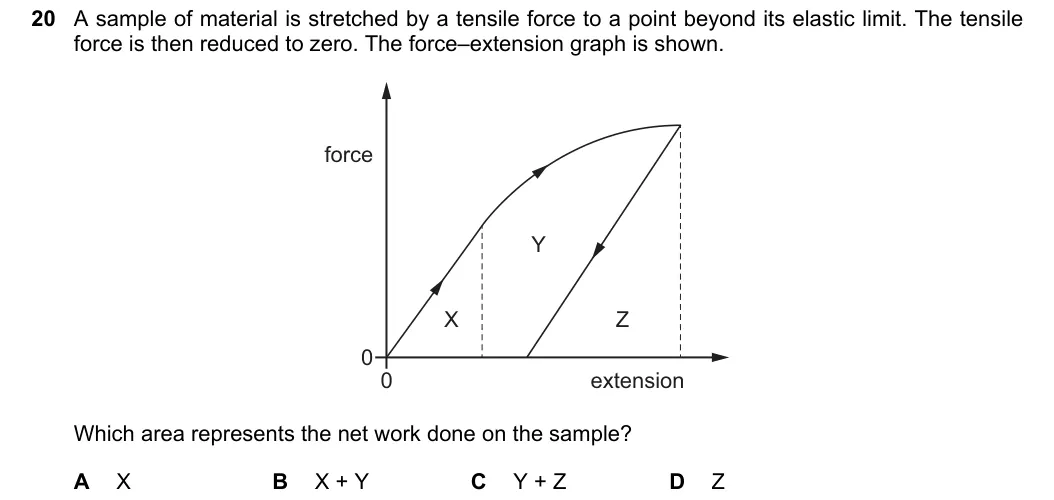 20 A sample of material is stretched by a tensile force to a point beyond its elastic limit. The tensile
force is then reduced to zero. The force–extension graph is shown.
force
Y
X
Z
0
0
extension
Which area represents the net work done on the sample?
A X B X + Y C Y + Z D Z